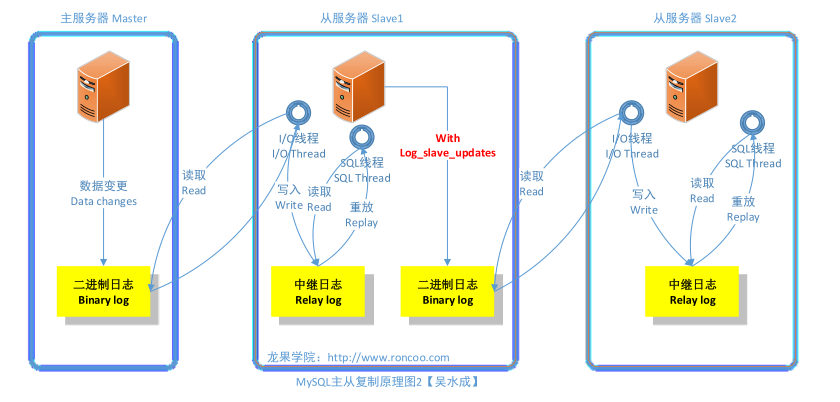 主服务器 Master
数据变更
Data changes
二进制日志
Binary log
读取
Read
从服务器 Slave1
I/O线程
I/O Thread
SQL线程
SQL Thread
写入
Write
读取
Read
重放
Replay
With
Log_slave_updates
中继日志
Relay log
二进制日志
Binary log
读取
Read
从服务器 Slave2
I/O线程
I/O Thread
SQL线程
SQL Thread
写入
Write
读取
Read
重放
Replay
中继日志
Relay log
龙果学院：http://www.roncoo.com
MySQL主从复制原理图2【吴水成】